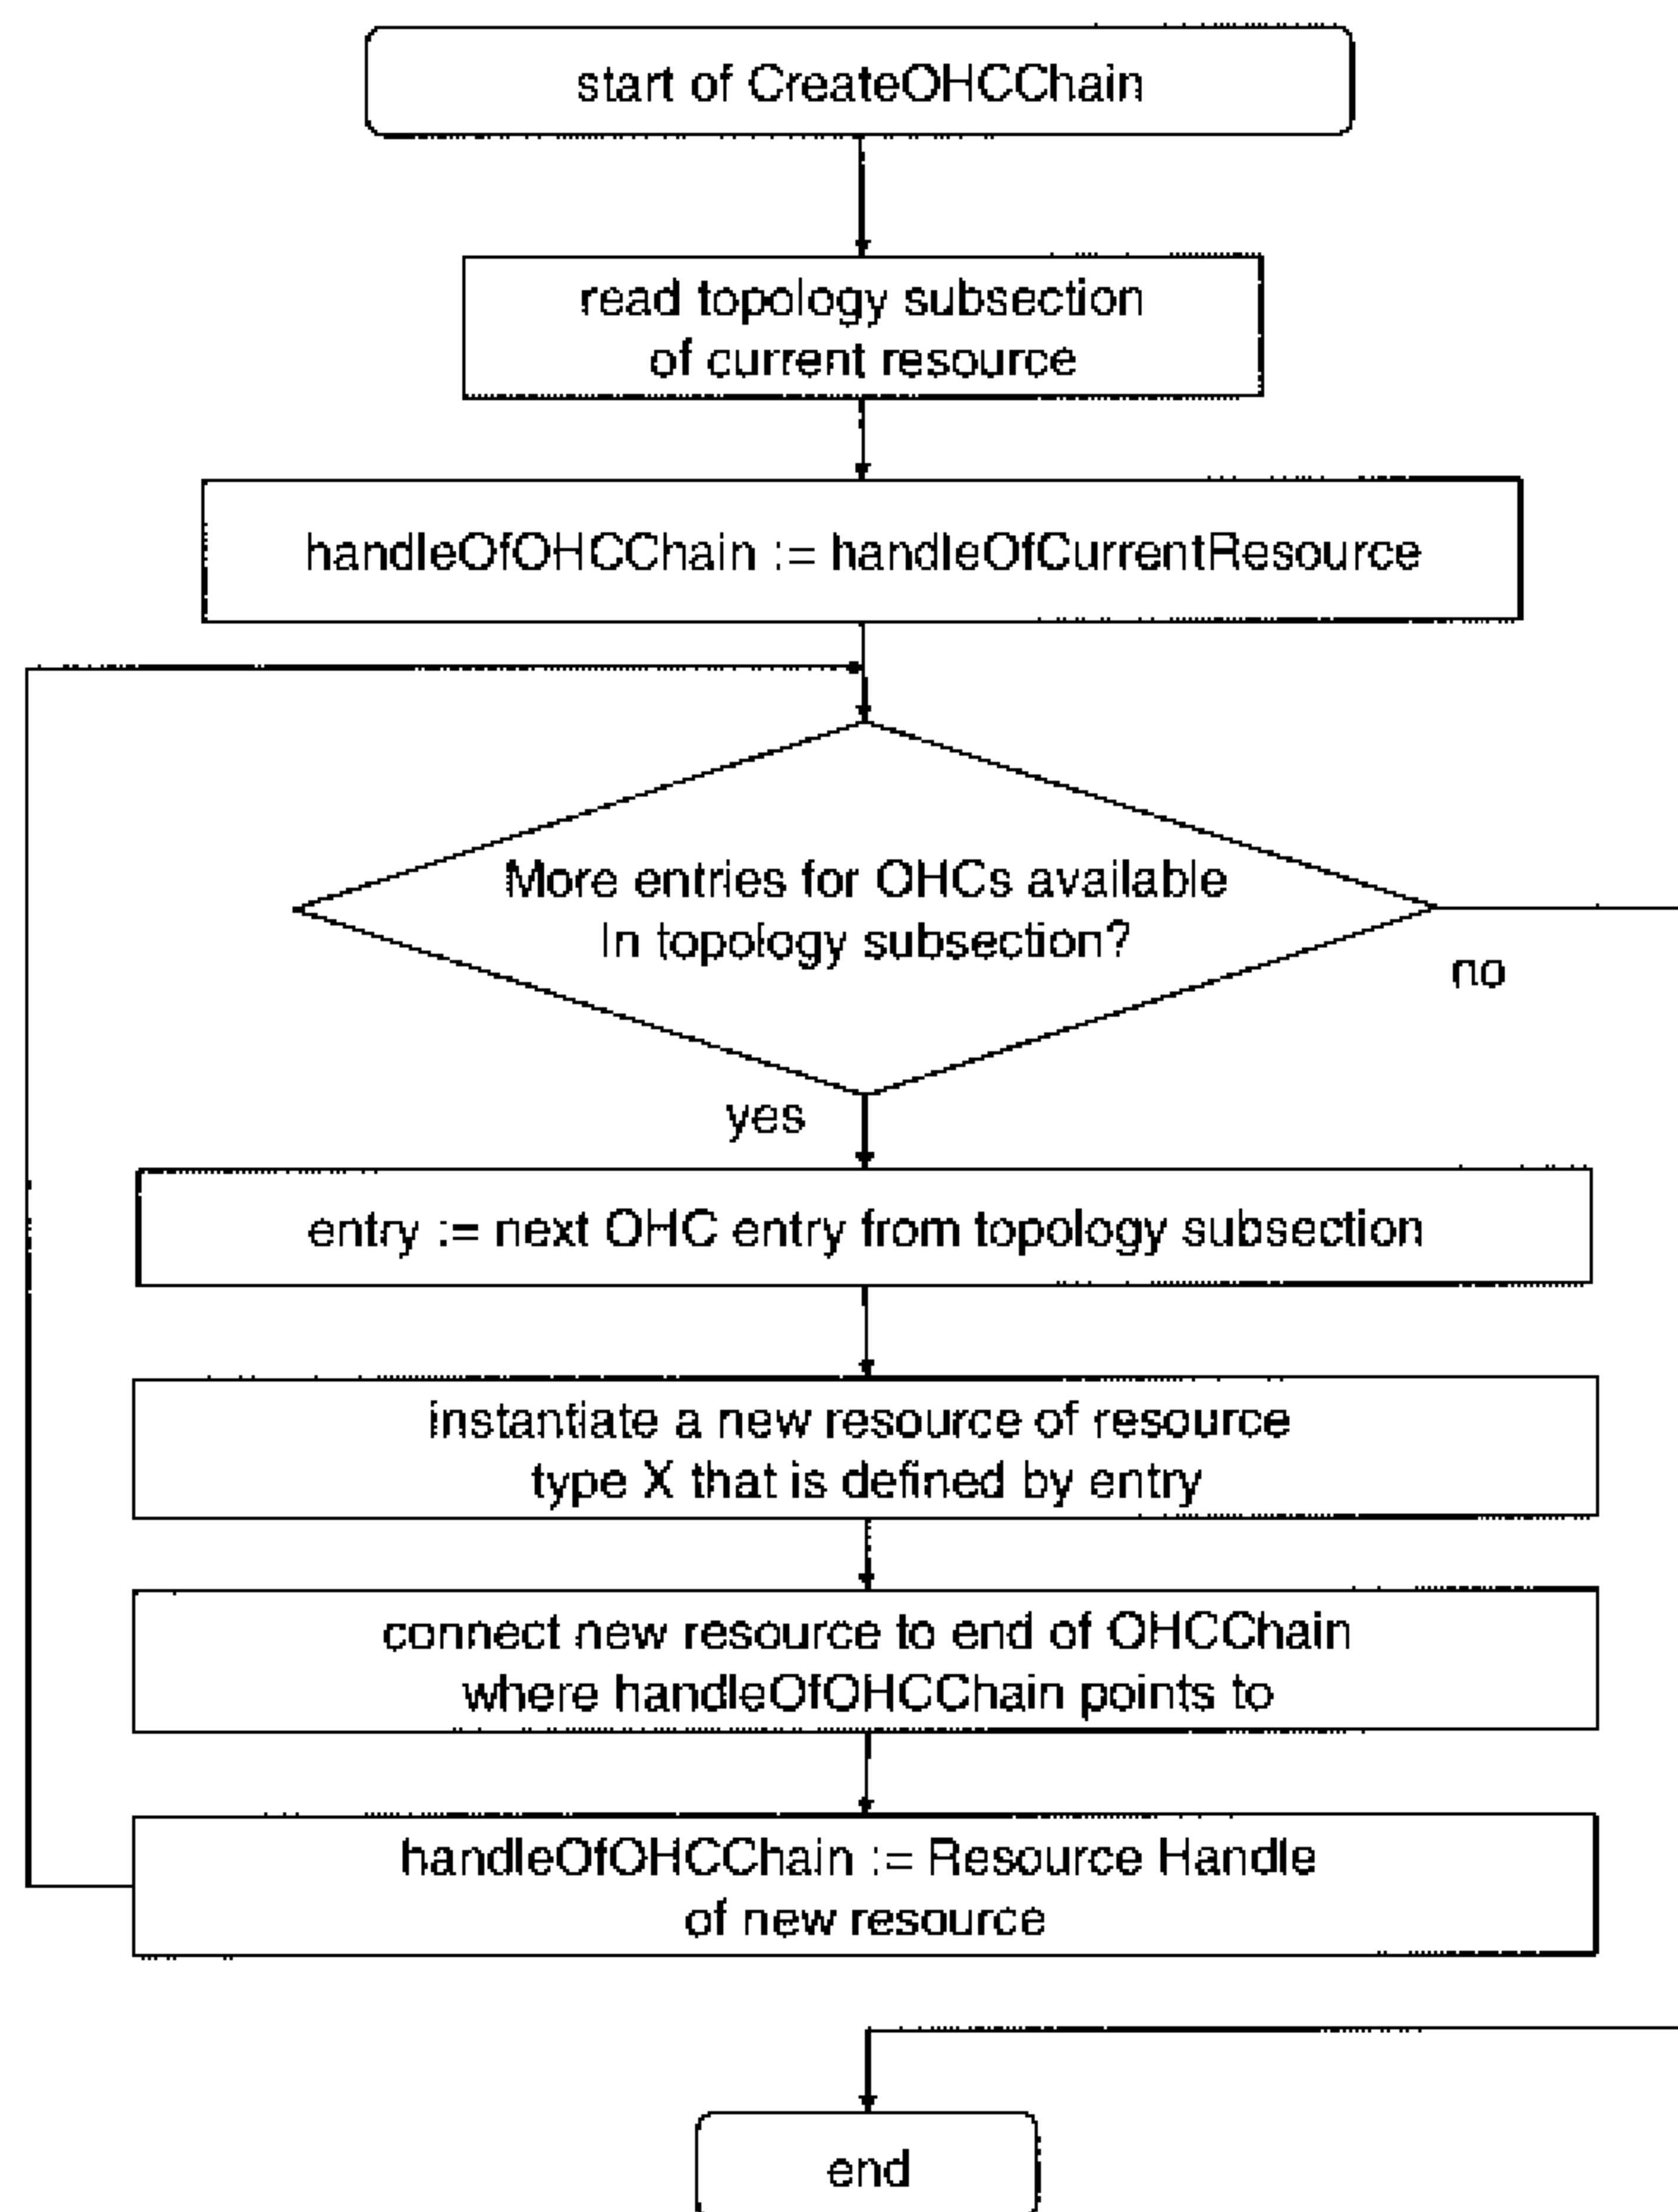 start of CreateOHCChain
read topology subsection
of current resource
handleOfOHCChain := handleOfCurrentResource
More entries for OHCs available
In topology subsection?
no
yes
entry := next OHC entry from topology subsection
instantiate a new resource of resource
type X that is defined by entry
connect new resource to end of OHCChain
where handleOfOHCChain points to
handleOfOHCChain := Resource Handle
of new resource
end